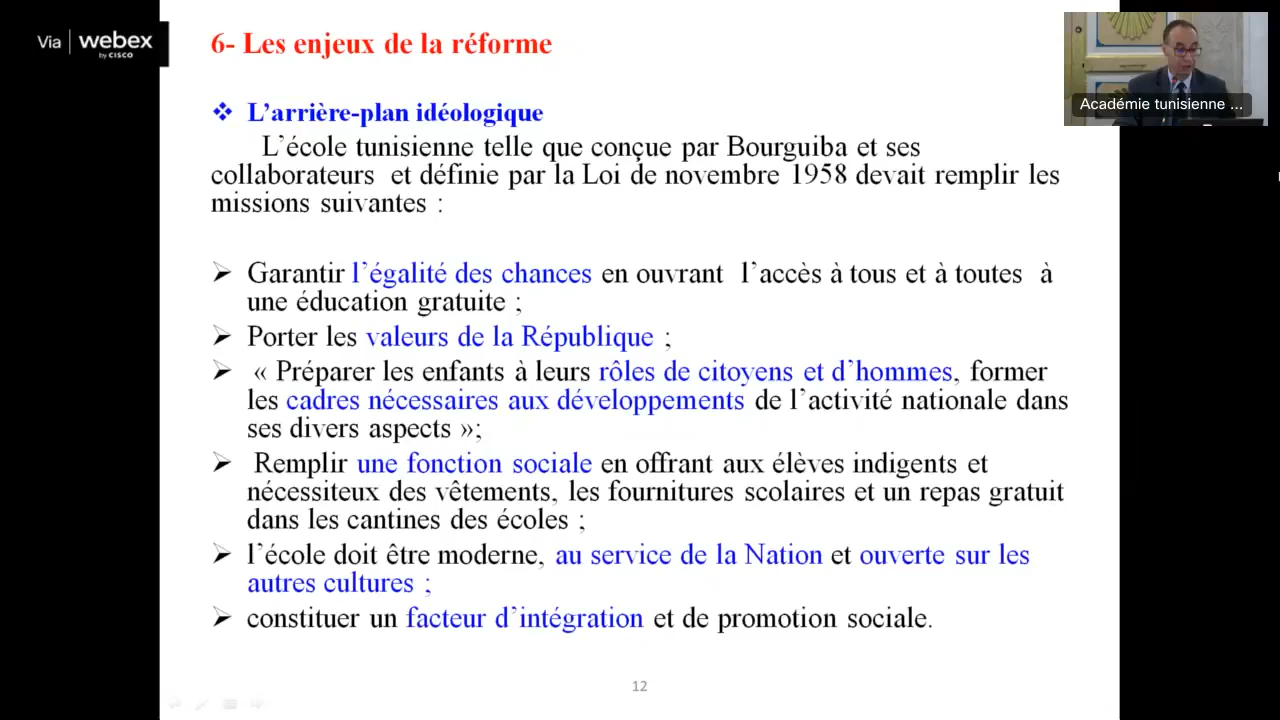 Via webex
by CISCO
6- Les enjeux de la réforme
Académie tunisienne ...
❖ L’arrière-plan idéologique
L’école tunisienne telle que conçue par Bourguiba et ses
collaborateurs et définie par la Loi de novembre 1958 devait remplir les
missions suivantes :
➢ Garantir l’égalité des chances en ouvrant l’accès à tous et à toutes à
une éducation gratuite ;
➢ Porter les valeurs de la République ;
➢ « Préparer les enfants à leurs rôles de citoyens et d’hommes, former
les cadres nécessaires aux développements de l’activité nationale dans
ses divers aspects »;
➢ Remplir une fonction sociale en offrant aux élèves indigents et
nécessiteux des vêtements, les fournitures scolaires et un repas gratuit
dans les cantines des écoles ;
➢ l’école doit être moderne, au service de la Nation et ouverte sur les
autres cultures ;
➢ constituer un facteur d’intégration et de promotion sociale.
12